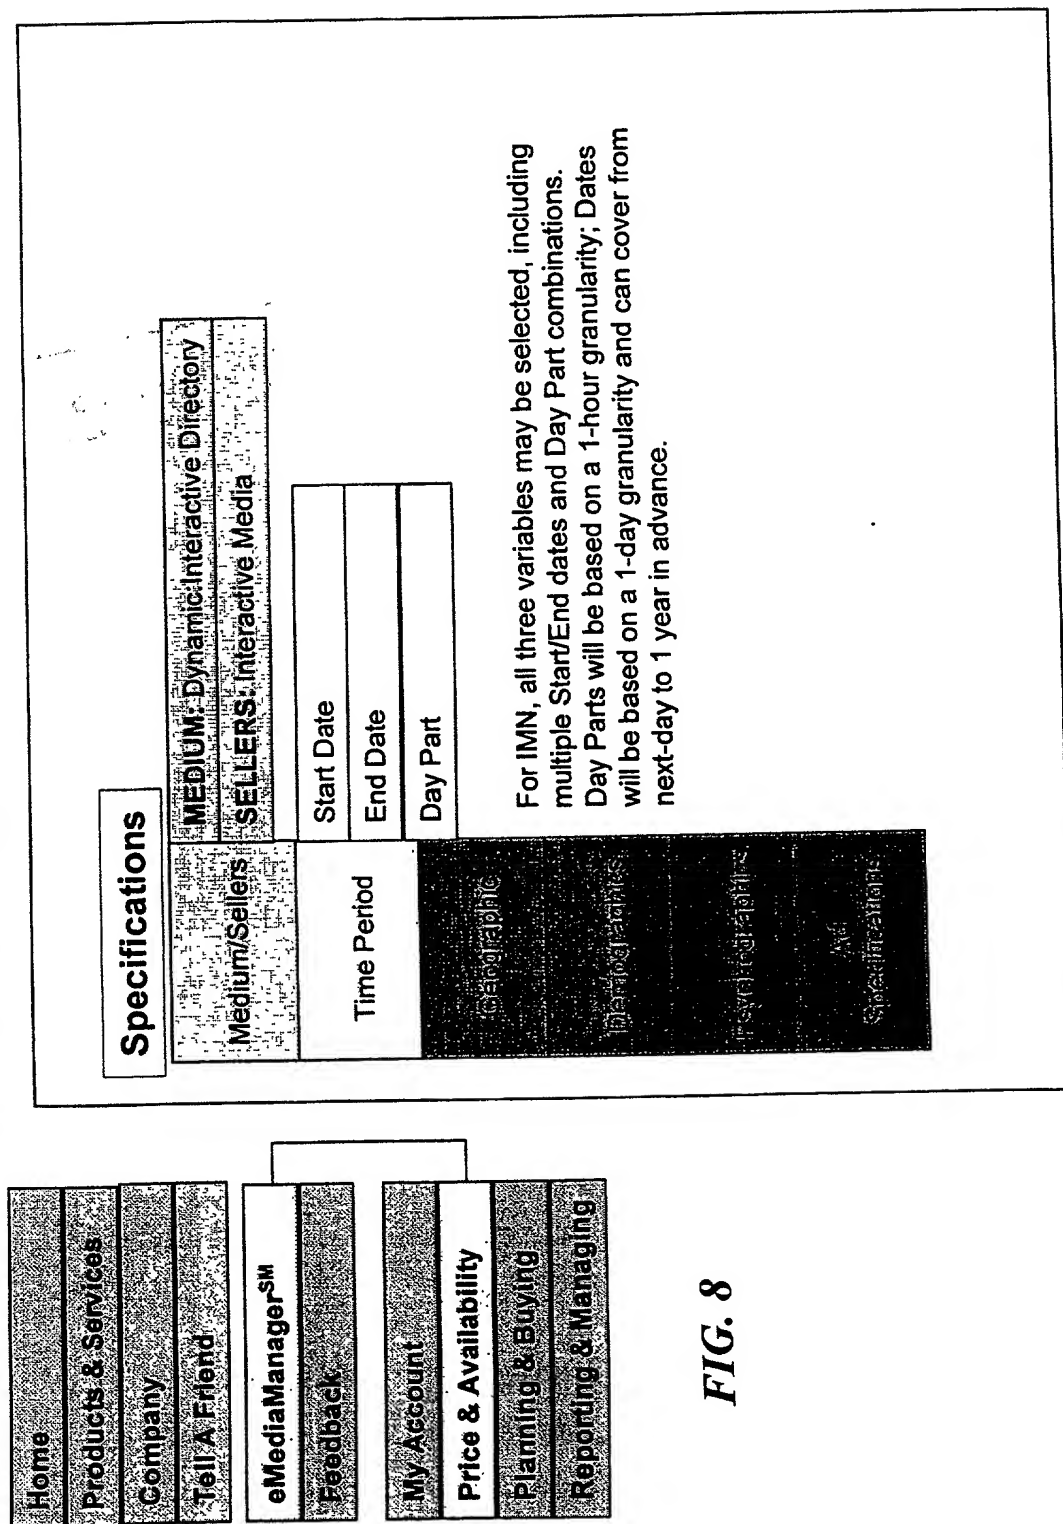 Home
Products & Services
Company
Tell A Friend
eMediaManager℠
Feedback
My Account
Price & Availability
Planning & Buying
Reporting & Managing
Specifications
Medium/Sellers
MEDIUM: Dynamic Interactive Directory
SELLERS: Interactive Media
Time Period
Start Date
End Date
Day Part
Geographic
Demographics
Psychographics
Ad
Specifications
For IMN, all three variables may be selected, including
multiple Start/End dates and Day Part combinations.
Day Parts will be based on a 1-hour granularity; Dates
will be based on a 1-day granularity and can cover from
next-day to 1 year in advance.
FIG. 8